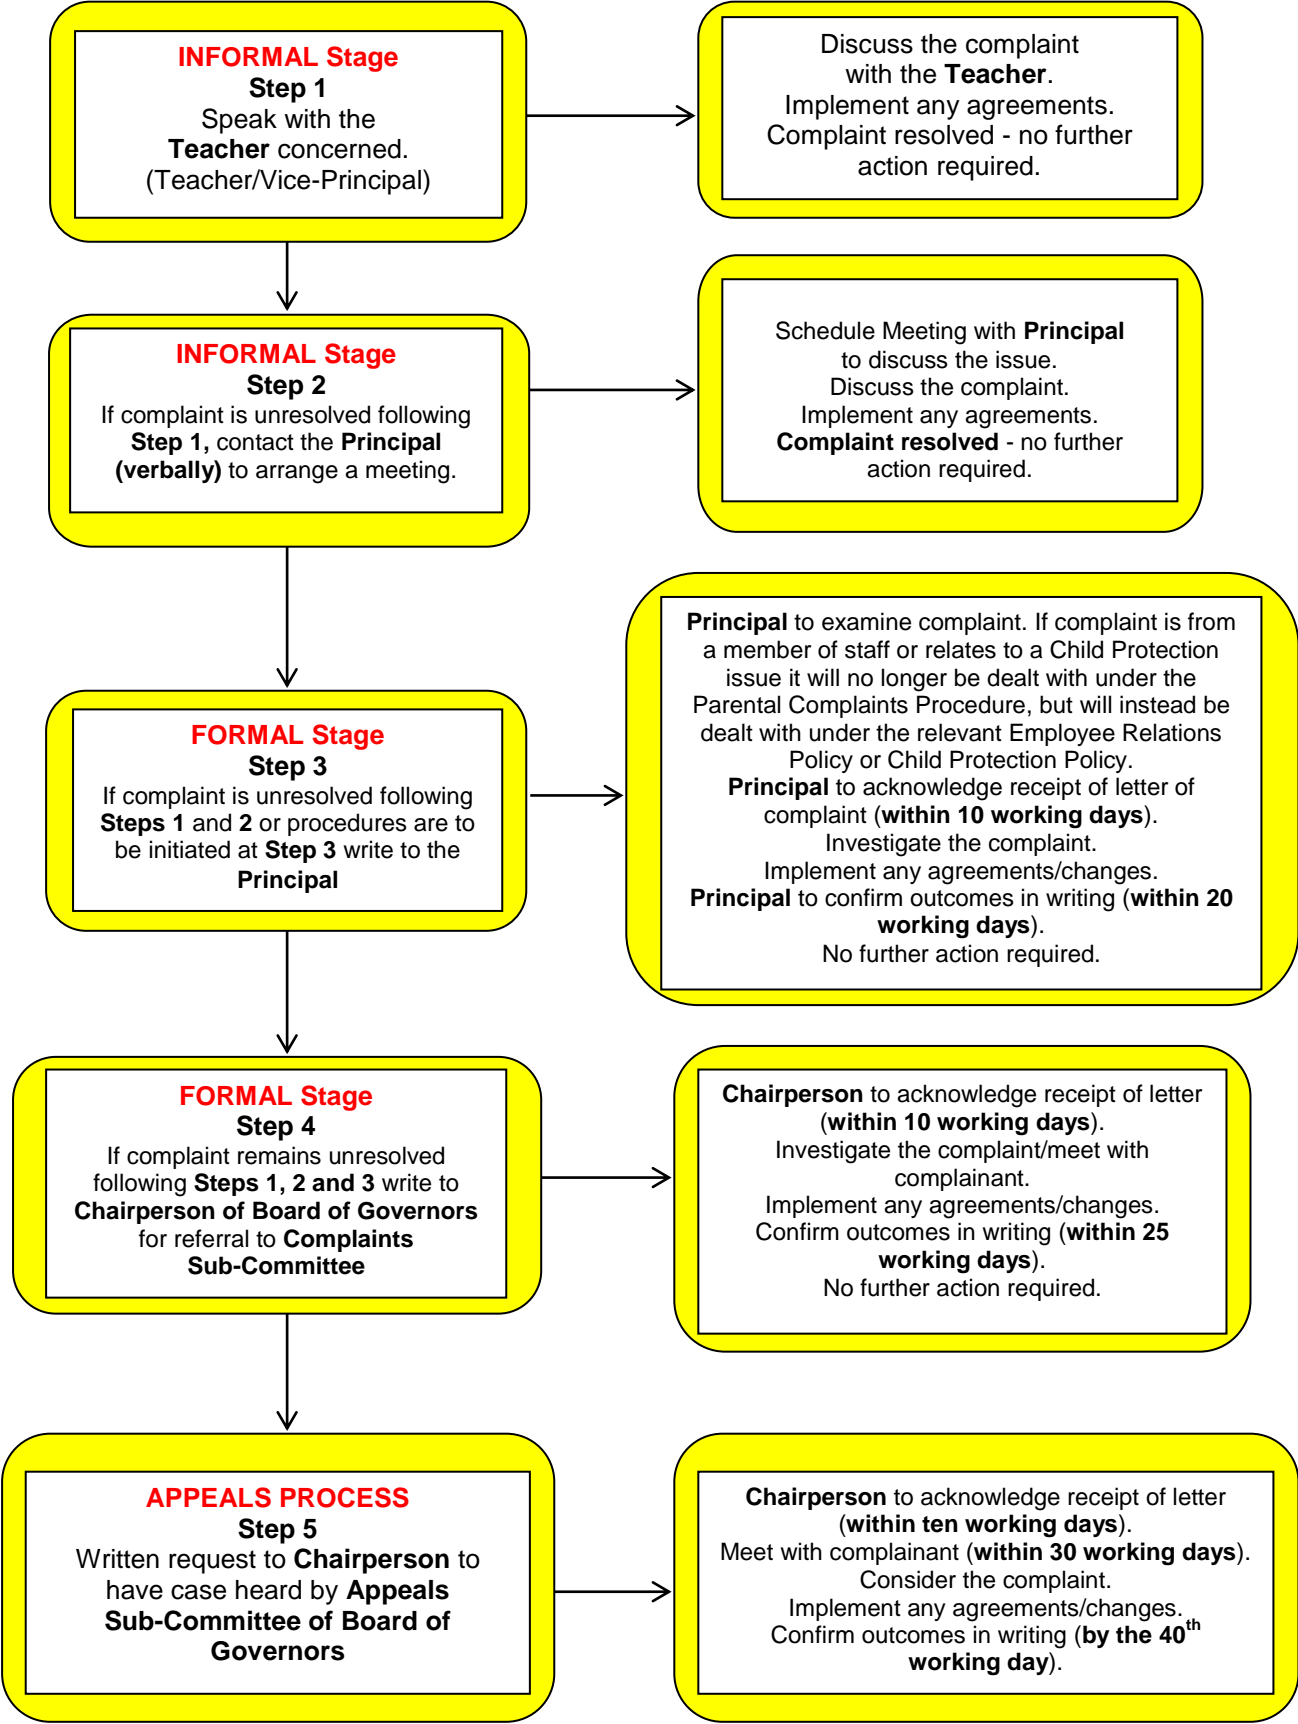 INFORMAL Stage
Step 1
Speak with the
Teacher concerned.
(Teacher/Vice-Principal)
Discuss the complaint
with the Teacher.
Implement any agreements.
Complaint resolved - no further
action required.
INFORMAL Stage
Step 2
If complaint is unresolved following
Step 1, contact the Principal
(verbally) to arrange a meeting.
Schedule Meeting with Principal
to discuss the issue.
Discuss the complaint.
Implement any agreements.
Complaint resolved - no further
action required.
FORMAL Stage
Step 3
If complaint is unresolved following
Steps 1 and 2 or procedures are to
be initiated at Step 3 write to the
Principal
Principal to examine complaint. If complaint is from
a member of staff or relates to a Child Protection
issue it will no longer be dealt with under the
Parental Complaints Procedure, but will instead be
dealt with under the relevant Employee Relations
Policy or Child Protection Policy.
Principal to acknowledge receipt of letter of
complaint (within 10 working days).
Investigate the complaint.
Implement any agreements/changes.
Principal to confirm outcomes in writing (within 20
working days).
No further action required.
FORMAL Stage
Step 4
If complaint remains unresolved
following Steps 1, 2 and 3 write to
Chairperson of Board of Governors
for referral to Complaints
Sub-Committee
Chairperson to acknowledge receipt of letter
(within 10 working days).
Investigate the complaint/meet with
complainant.
Implement any agreements/changes.
Confirm outcomes in writing (within 25
working days).
No further action required.
APPEALS PROCESS
Step 5
Written request to Chairperson to
have case heard by Appeals
Sub-Committee of Board of
Governors
Chairperson to acknowledge receipt of letter
(within ten working days).
Meet with complainant (within 30 working days).
Consider the complaint.
Implement any agreements/changes.
Confirm outcomes in writing (by the 40th
working day).